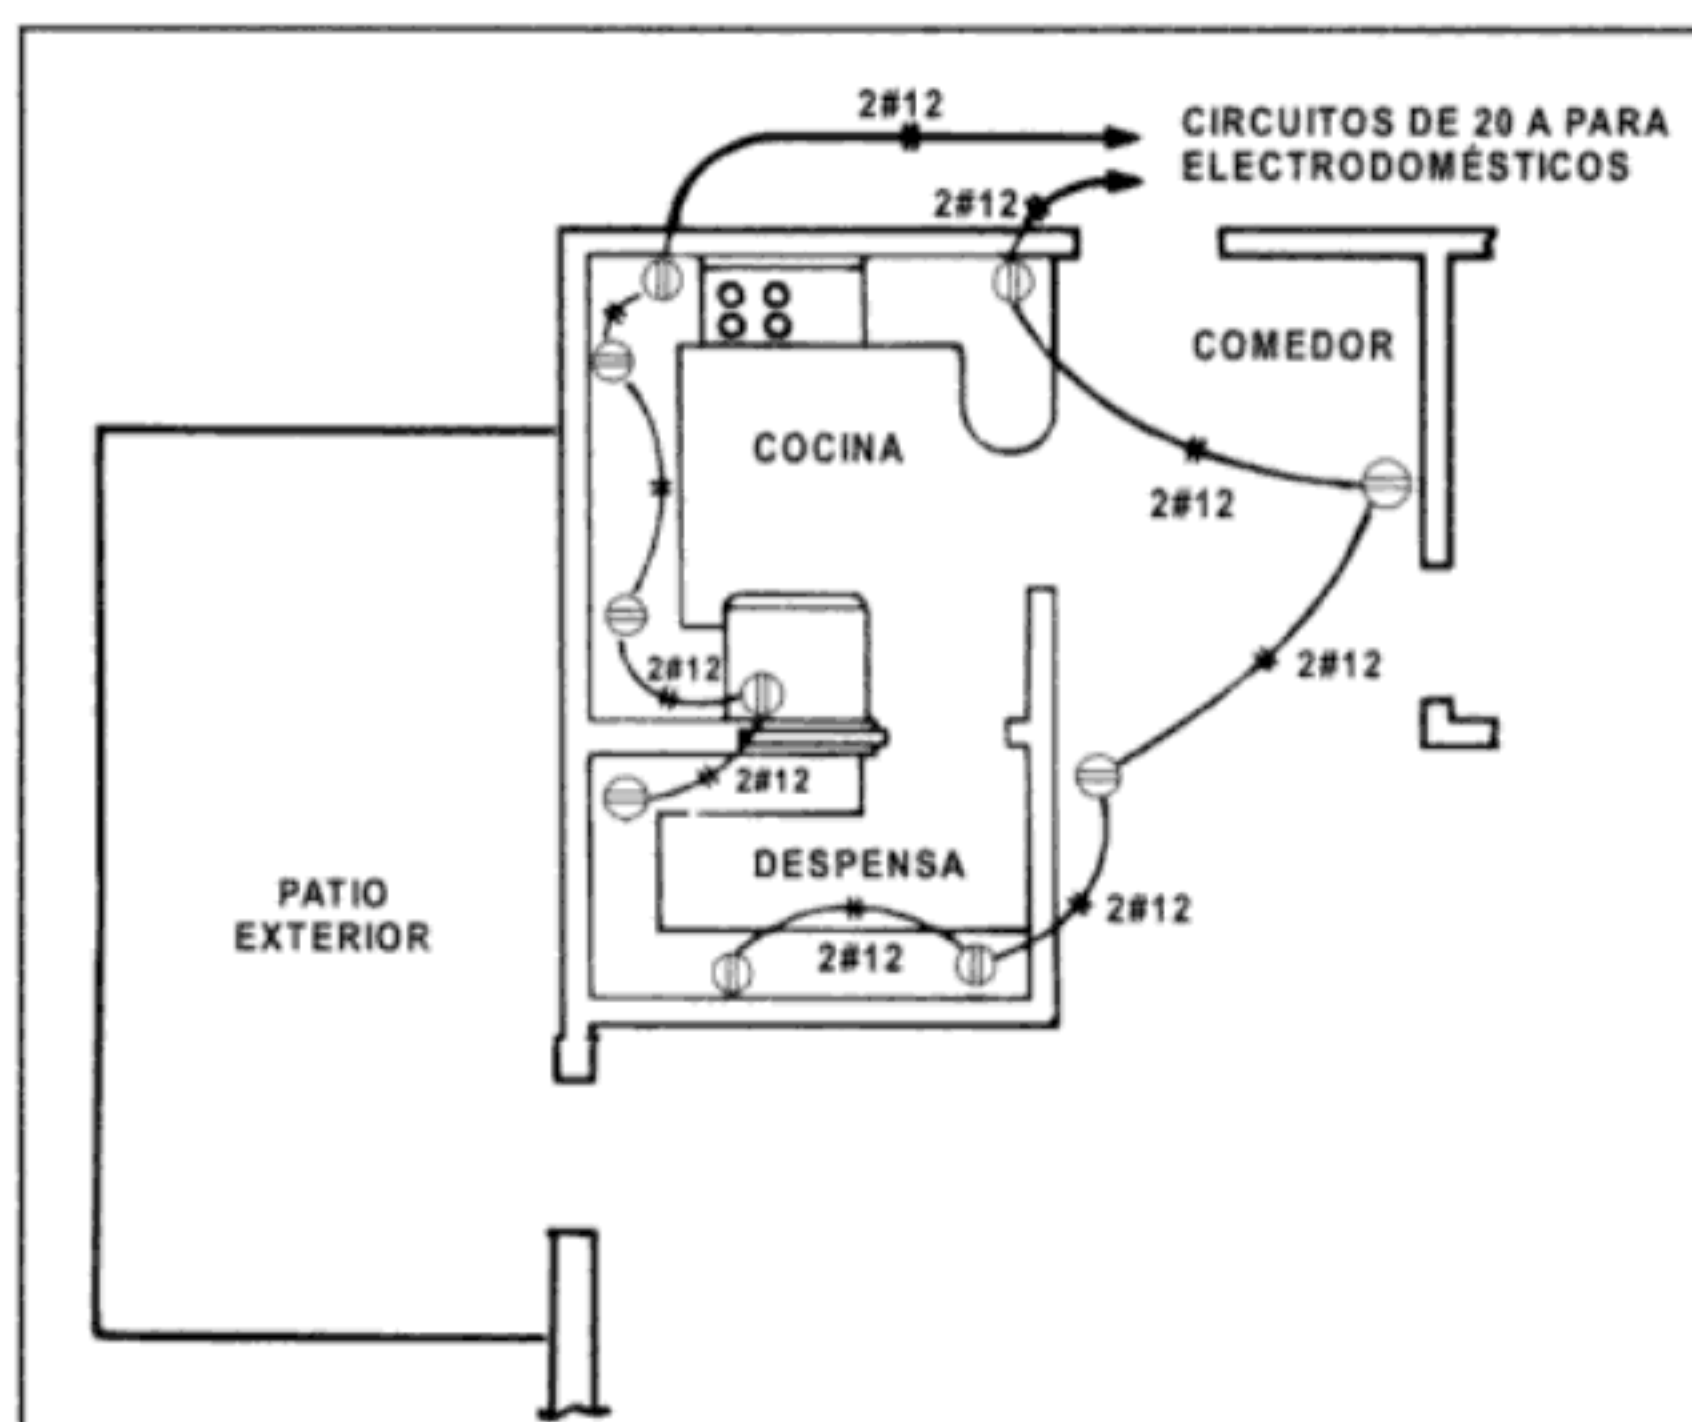 2#12
CIRCUITOS DE 20 A PARA
ELECTRODOMÉSTICOS
2#12
COMEDOR
COCINA
2#12
2#12
2#12
2#12
DESPENSA
PATIO
EXTERIOR
2#12
2#12